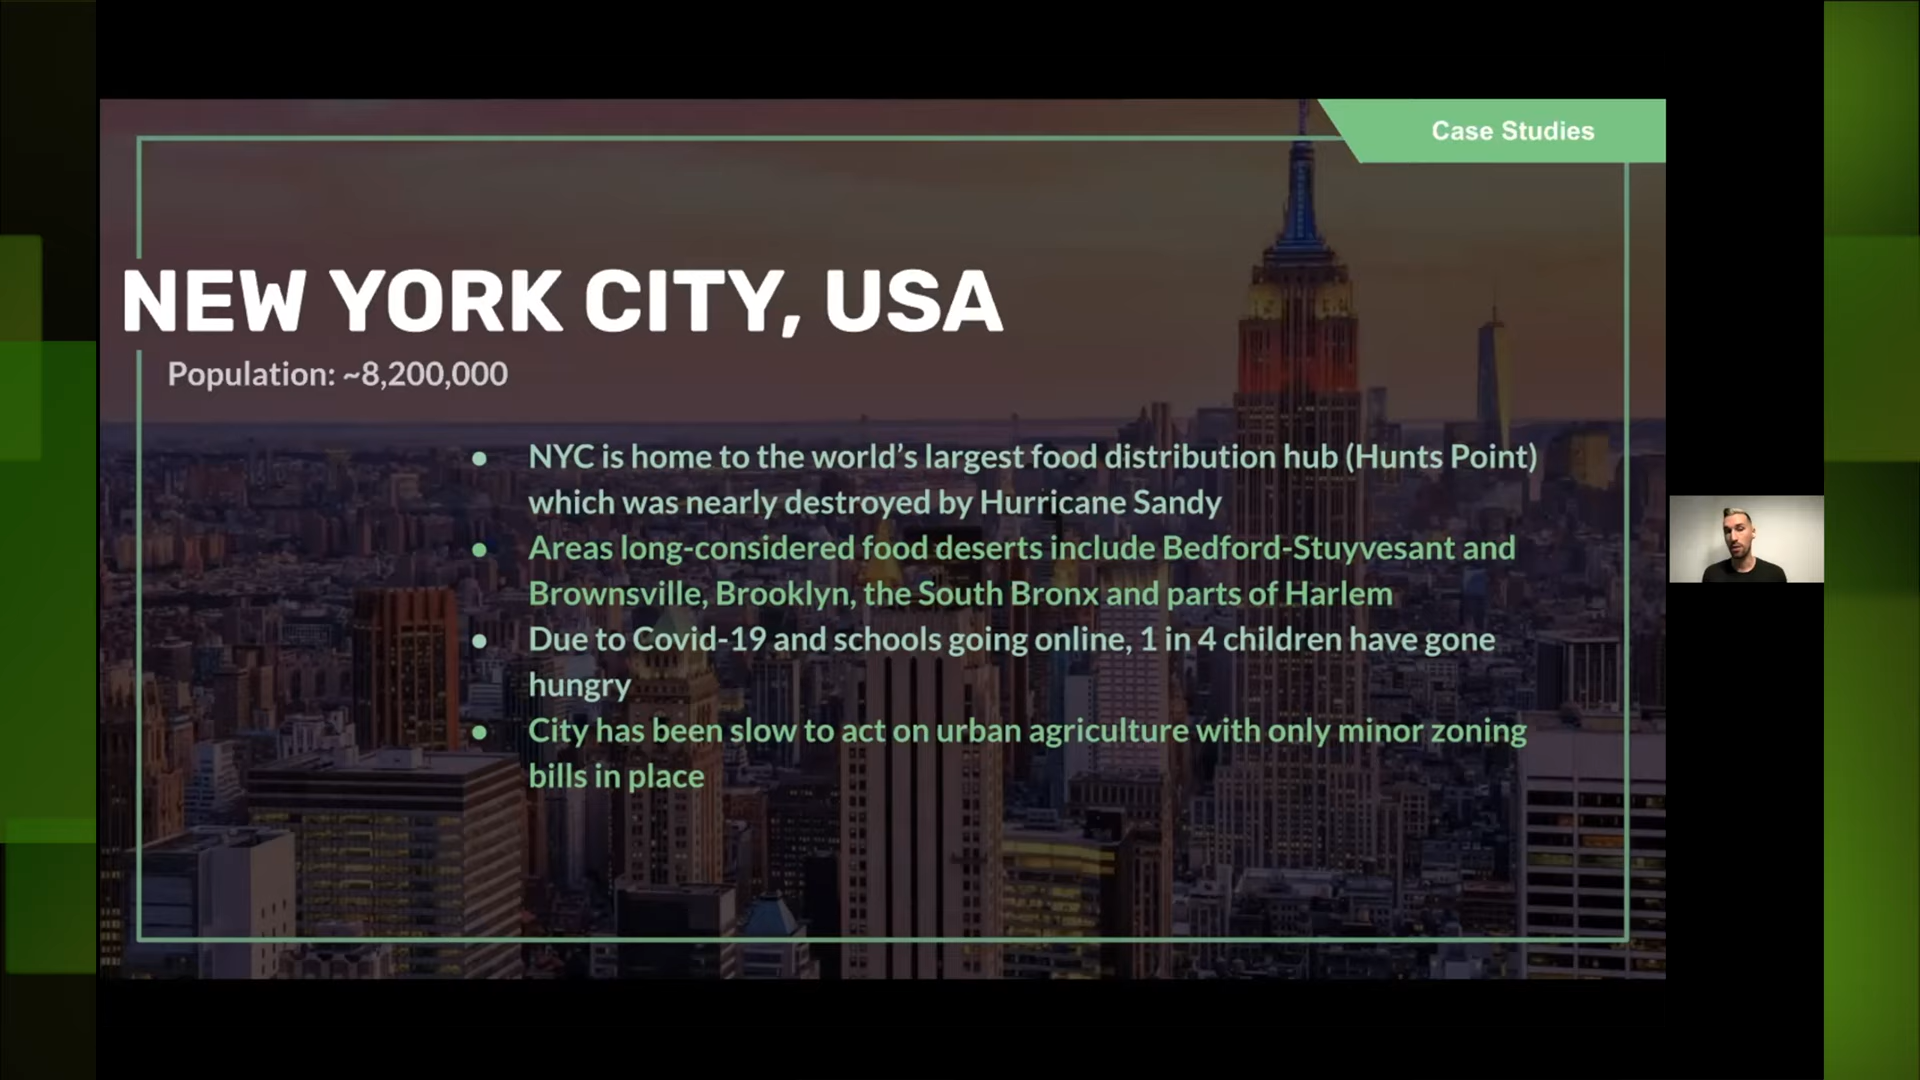 Case Studies
NEW YORK CITY, USA
Population: ~8,200,000
● NYC is home to the world’s largest food distribution hub (Hunts Point)
which was nearly destroyed by Hurricane Sandy
● Areas long-considered food deserts include Bedford-Stuyvesant and
Brownsville, Brooklyn, the South Bronx and parts of Harlem
● Due to Covid-19 and schools going online, 1 in 4 children have gone
hungry
● City has been slow to act on urban agriculture with only minor zoning
bills in place